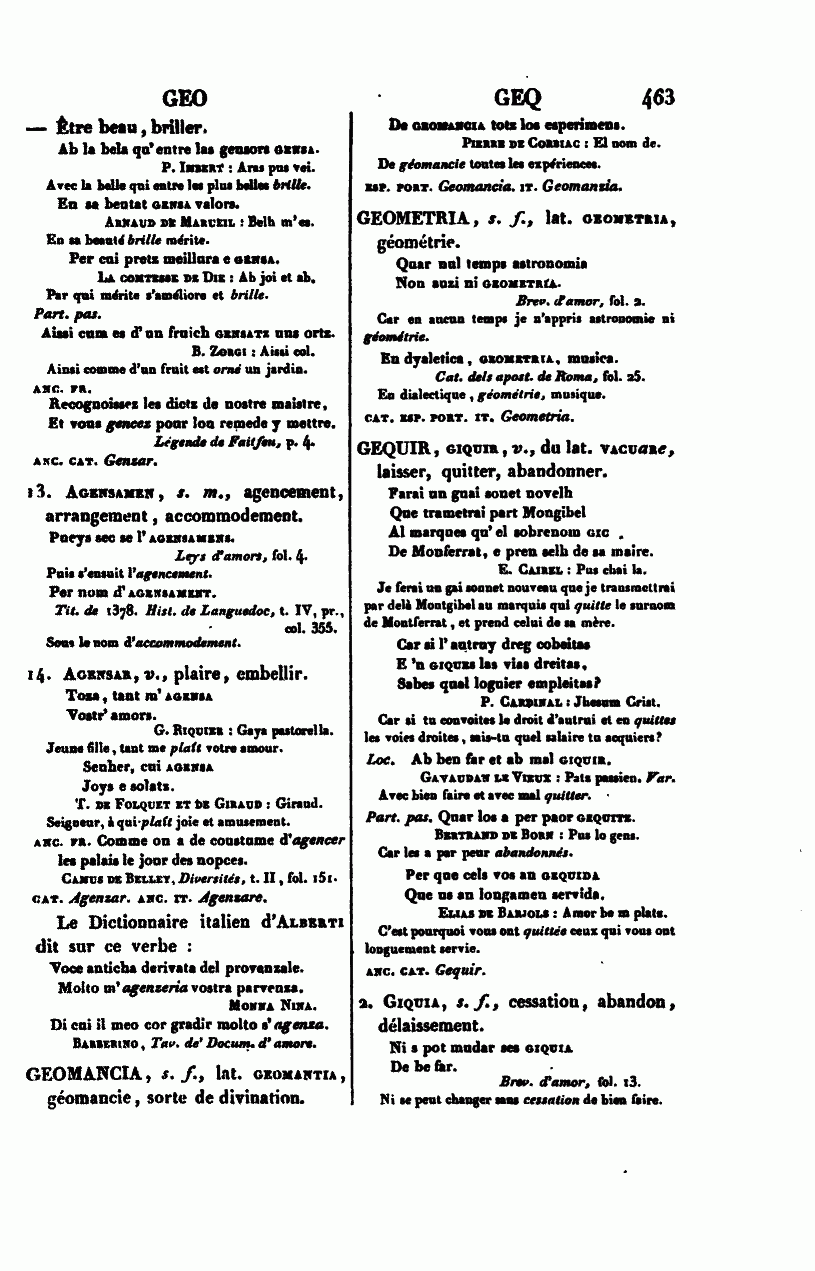 GEO
— Être beau, briller.
Ab la bela qu'entre las gensors GENSA.
P. IMBERT : Aras pus vei.
Avec la belle qui entre les plus belles brille.
En sa beutat GENSA valors.
ARNAUD DE MARUEIL : Belh m'es.
En sa beauté brille mérite.
Per cui pretz meillura e GENSA.
LA COMTESSE DE DIE : Ab joi et ab.
Par qui mérite s'améliore et brille.
Part. pas.
Aissi cum es d'un fruich GENSATZ uns ortz.
B. ZORGI : Aissi col.
Ainsi comme d'un fruit est orné un jardin.
ANC. FR.
Recognoissez les dictz de nostre maistre,
Et vous gencez pour lou remede y mettre.
Légende de Faitfeu, p. 4.
ANC. CAT. Gensar.
13. AGENSAMEN, s. m., agencement,
arrangement, accommodement.
Pueys sec se l'AGENSAMENS.
Leys d'amors, fol. 4.
Puis s'ensuit l'agencement.
Per nom d'AGENSAMENT.
Tit. de 1378. Hist. de Languedoc, t. IV, pr.,
col. 355.
Sous le nom d'accommodement.
14. AGENSAR, v., plaire, embellir.
Toza, tant m'AGENSA
Vostr' amors.
G. RIQUIER : Gaya pastorella.
Jeune fille, tant me plaît votre amour.
Senher, cui AGENSA
Joys e solatz.
T. DE FOLQUET ET DE GIRAUD : Giraud.
Seigneur, à qui plaît joie et amusement.
ANC. FR. Comme on a de coustume d'agencer
les palais le jour des nopces.
CAMUS DE BELLEY, Diversités, t. II, fol. 151.
CAT. Agenzar. ANC. IT. Agenzare.
Le Dictionnaire italien d'ALBERTI
dit sur ce verbe :
Voce anticha derivata del provenzale.
Molto m'agenzeria vostra parvenza.
MONNA NINA.
Di cui il meo cor gradir molto s'agenza.
BARBERINO, Tav. de' Docum. d'amore.
GEOMANCIA, s. f., lat. GEOMANTIA,
géomancie, sorte de divination.
GEQ 463
De GEOMANCIA totz los esperimens.
PIERRE DE CORBIAC : El nom de.
De géomancie toutes les expériences.
ESP. PORT. Geomancia. IT. Geomanzia.
GEOMETRIA, s. f., lat. GEOMETRIA,
géométrie.
Quar nul temps astronomia
Non auzi ni GEOMETRÍA.
Brev. d'amor, fol. 2.
Car en aucun temps je n'appris astronomie ni
géométrie.
En dyaletica, GEOMETRIA, musica.
Cat. dels apost. de Roma, fol. 25.
En dialectique, géométrie, musique.
CAT. ESP. PORT. IT. Geometria.
GEQUIR, GIQUIR, v., du lat. VACUARE,
laisser, quitter, abandonner.
Farai un guai sonet novelh
Que trametrai part Mongibel
Al marques qu'el sobrenom GIC
De Monferrat, e pren selh de sa maire.
E. CAIREL : Pus chai la.
Je ferai un gai sonnet nouveau que je transmettrai
par delà Montgibel au marquis qui quitte le surnom
de Montferrat, et prend celui de sa mère.
Car si l'autruy dreg cobeitas
E 'n GIQUES las vias dreitas,
Sabes qual loguier empleitas?
P. CARDINAL : Jhesum Crist.
Car si tu convoites le droit d'autrui et en quittes
les voies droites, sais-tu quel salaire tu acquiers?
Loc. Ab ben far et ab mal GIQUIR.
GAVAUDAN LE VIEUX : Patz passien. Var.
Avec bien faire et avec mal quitter.
Part. pas. Quar los a per paor GEQUITZ.
BERTRAND DE BORN : Pus lo gens.
Car les a par peur abandonnés.
Per que cels vos an GEQUIDA
Que us an longamen servida.
ELIAS DE BARJOLS : Amor be m plats.
C'est pourquoi vous ont quittée ceux qui vous ont
longuement servie.
ANC. CAT. Gequir.
2. GIQUIA, s. f., cessation, abandon,
délaissement.
Ni s pot mudar ses GIQUIA
De be far.
Brev. d'amor, fol. 13.
Ni se peut changer sans cessation de bien faire.